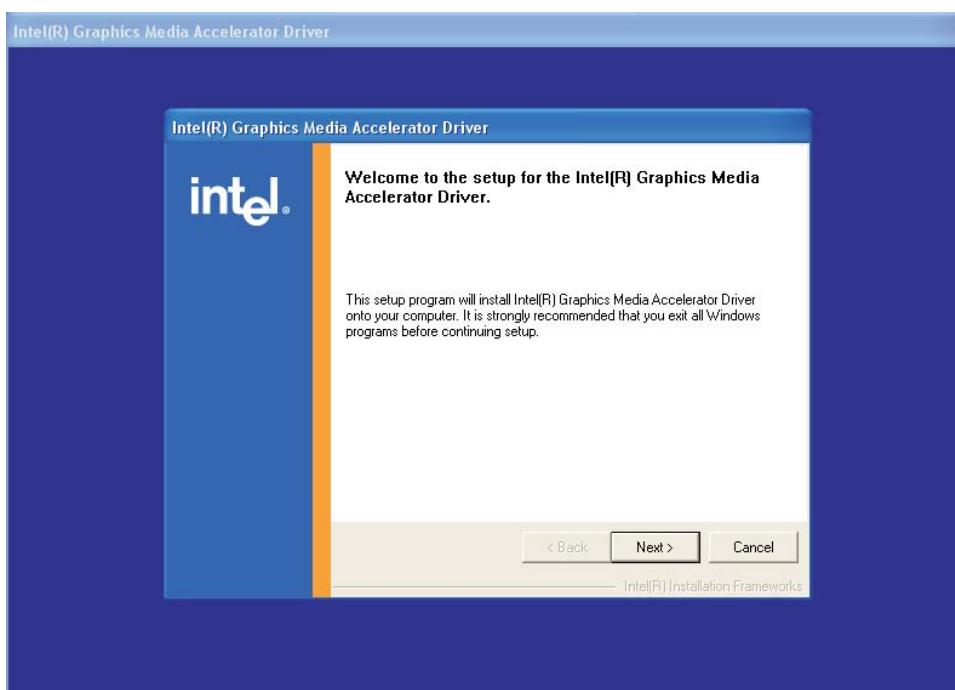 Intel(R) Graphics Media Accelerator Driver
Intel(R) Graphics Media Accelerator Driver
intel®
Welcome to the setup for the Intel(R) Graphics Media
Accelerator Driver.
This setup program will install Intel(R) Graphics Media Accelerator Driver
onto your computer. It is strongly recommended that you exit all Windows
programs before continuing setup.
< Back Next > Cancel
Intel(R) Installation Frameworks